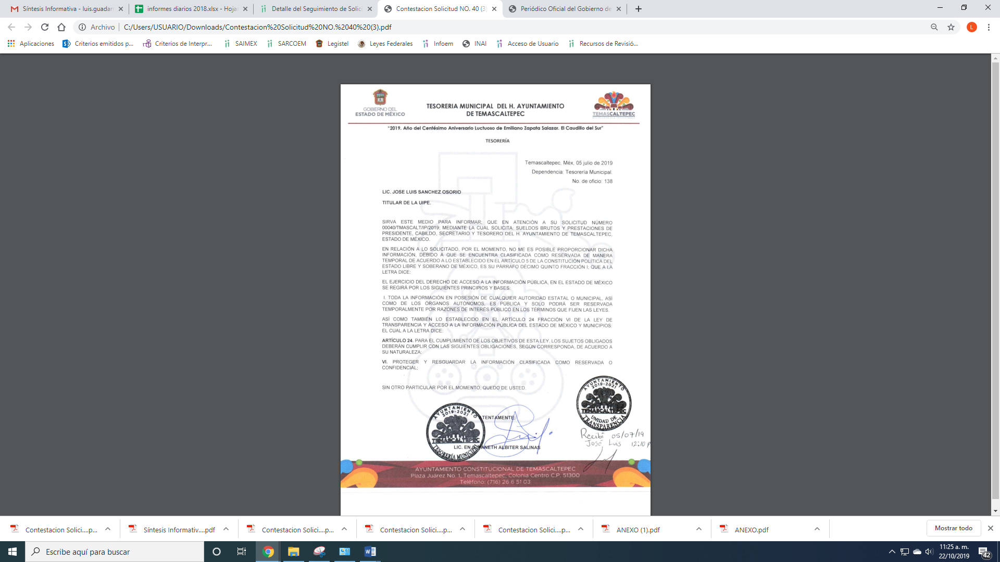 Síntesis Informativa - luis.guadar
informes diarios 2018.xlsx - Hoja
Detalle del Seguimiento de Solici
Contestacion Solicitud NO. 40 (3
Periódico Oficial del Gobierno de
Archivo
C:/Users/USUARIO/Downloads/Contestacion%20Solicitud%20NO.%2040%20(3).pdf
L
Aplicaciones
Criterios emitidos p...
Criterios de Interpr...
SAIMEX
SARCOEM
Legistel
Leyes Federales
Infoem
INAI
Acceso de Usuario
Recursos de Revisió...
GOBIERNO DEL
ESTADO DE MÉXICO
TESORERIA MUNICIPAL DEL H. AYUNTAMIENTO
DE TEMASCALTEPEC
TEMASCALTEPEC
"2019. Año del Centésimo Aniversario Luctuoso de Emiliano Zapata Salazar. El Caudillo del Sur"
TESORERÍA
Temascaltepec, Méx, 05 julio de 2019
Dependencia: Tesorería Municipal.
No. de oficio: 138
LIC. JOSE LUIS SANCHEZ OSORIO
TITULAR DE LA UIPE.
SIRVA ESTE MEDIO PARA INFORMAR; QUE EN ATENCIÓN A SU SOLICITUD NÚMERO
00040/TMASCALT/IP/2019; MEDIANTE LA CUAL SOLICITA; SUELDOS BRUTOS Y PRESTACIONES DE
PRESIDENTE, CABILDO, SECRETARIO Y TESORERO DEL H. AYUNTAMIENTO DE TEMASCALTEPEC,
ESTADO DE MÉXICO.
EN RELACIÓN A LO SOLICITADO, POR EL MOMENTO, NO ME ES POSIBLE PROPORCIONAR DICHA
INFORMACIÓN, DEBIDO A QUE SE ENCUENTRA CLASIFICADA COMO RESERVADA DE MANERA
TEMPORAL DE ACUERDO A LO ESTABLECIDO EN EL ARTÍCULO 5 DE LA CONSTITUCIÓN POLÍTICA DEL
ESTADO LIBRE Y SOBERANO DE MÉXICO, ES SU PÁRRAFO DÉCIMO QUINTO FRACCIÓN I; QUE A LA
LETRA DICE:
EL EJERCICIO DEL DERECHO DE ACCESO A LA INFORMACIÓN PÚBLICA, EN EL ESTADO DE MÉXICO
SE REGIRÁ POR LOS SIGUIENTES PRINCIPIOS Y BASES:
I. TODA LA INFORMACIÓN EN POSESIÓN DE CUALQUIER AUTORIDAD ESTATAL O MUNICIPAL, ASÍ
COMO DE LOS ÓRGANOS AUTÓNOMOS, ES PÚBLICA Y SOLO PODRÁ SER RESERVADA
TEMPORALMENTE POR RAZONES DE INTERÉS PÚBLICO EN LOS TÉRMINOS QUE FIJEN LAS LEYES.
ASÍ COMO TAMBIÉN LO ESTABLECIDO EN EL ARTÍCULO 24 FRACCIÓN VI DE LA LEY DE
TRANSPARENCIA Y ACCESO A LA INFORMACIÓN PÚBLICA DEL ESTADO DE MÉXICO Y MUNICIPIOS:
EL CUAL A LA LETRA DICE:
ARTÍCULO 24. PARA EL CUMPLIMIENTO DE LOS OBJETIVOS DE ESTA LEY, LOS SUJETOS OBLIGADOS
DEBERÁN CUMPLIR CON LAS SIGUIENTES OBLIGACIONES, SEGÚN CORRESPONDA, DE ACUERDO A
SU NATURALEZA:
VI. PROTEGER Y RESGUARDAR LA INFORMACIÓN CLASIFICADA COMO RESERVADA O
CONFIDENCIAL;
SIN OTRO PARTICULAR POR EL MOMENTO, QUEDO DE USTED.
AYUNTAMIENTO
2019-2021
TEMASCALTEPEC
UNIDAD DE
TRANSPARENCIA
AYUNTAMIENTO
2019-2021
TEMASCALTEPEC
TESORERÍA MUNICIPAL
TENTAMENTE:
Recibí 05/07/19
José Luis 12:10 p
LIC. EN ANETH ALBITER SALINAS
AYUNTAMIENTO CONSTITUCIONAL DE TEMASCALTEPEC
Plaza Juárez No. 1, Temascaltepec, Colonia Centro C.P. 51300
Teléfono: (716) 26 6 51 03
Contestacion Solici....p...
Síntesis Informativ....pdf
Contestacion Solici....p...
Contestacion Solici....p...
Contestacion Solici....p...
ANEXO (1).pdf
ANEXO.pdf
Mostrar todo
Escribe aquí para buscar
11:25 a. m.
22/10/2019
42